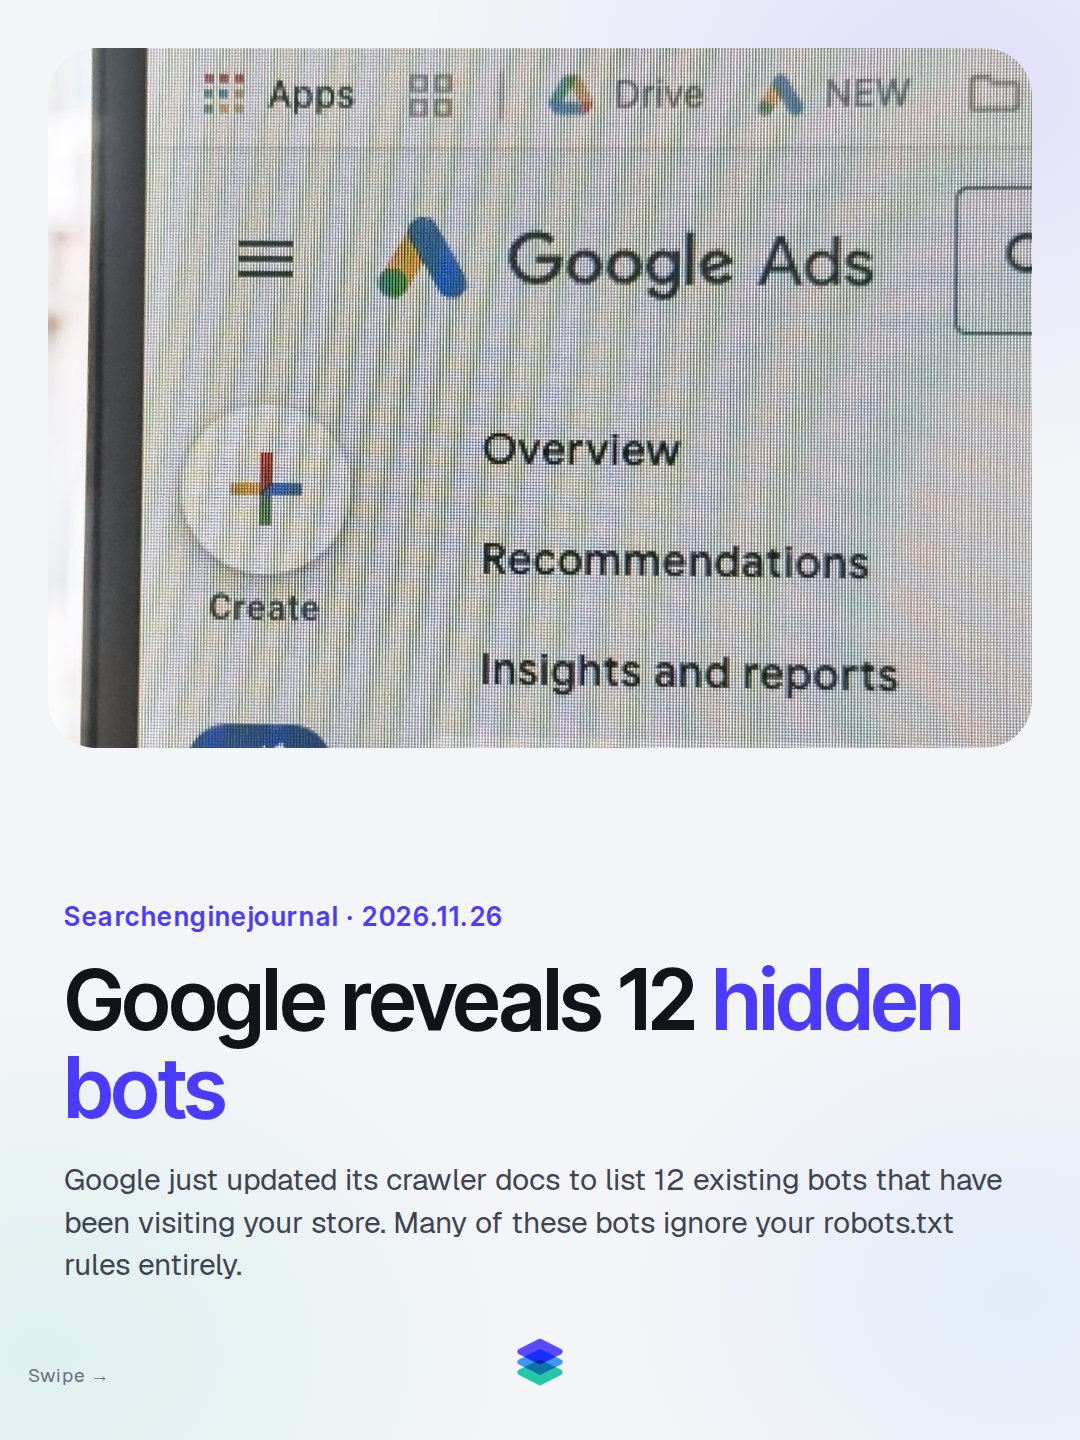 Apps
Drive
NEW
Google Ads
Overview
Recommendations
Create
Insights and reports
Searchenginejournal · 2026.11.26
Google reveals 12 hidden
bots
Google just updated its crawler docs to list 12 existing bots that have
been visiting your store. Many of these bots ignore your robots.txt
rules entirely.
Swipe →